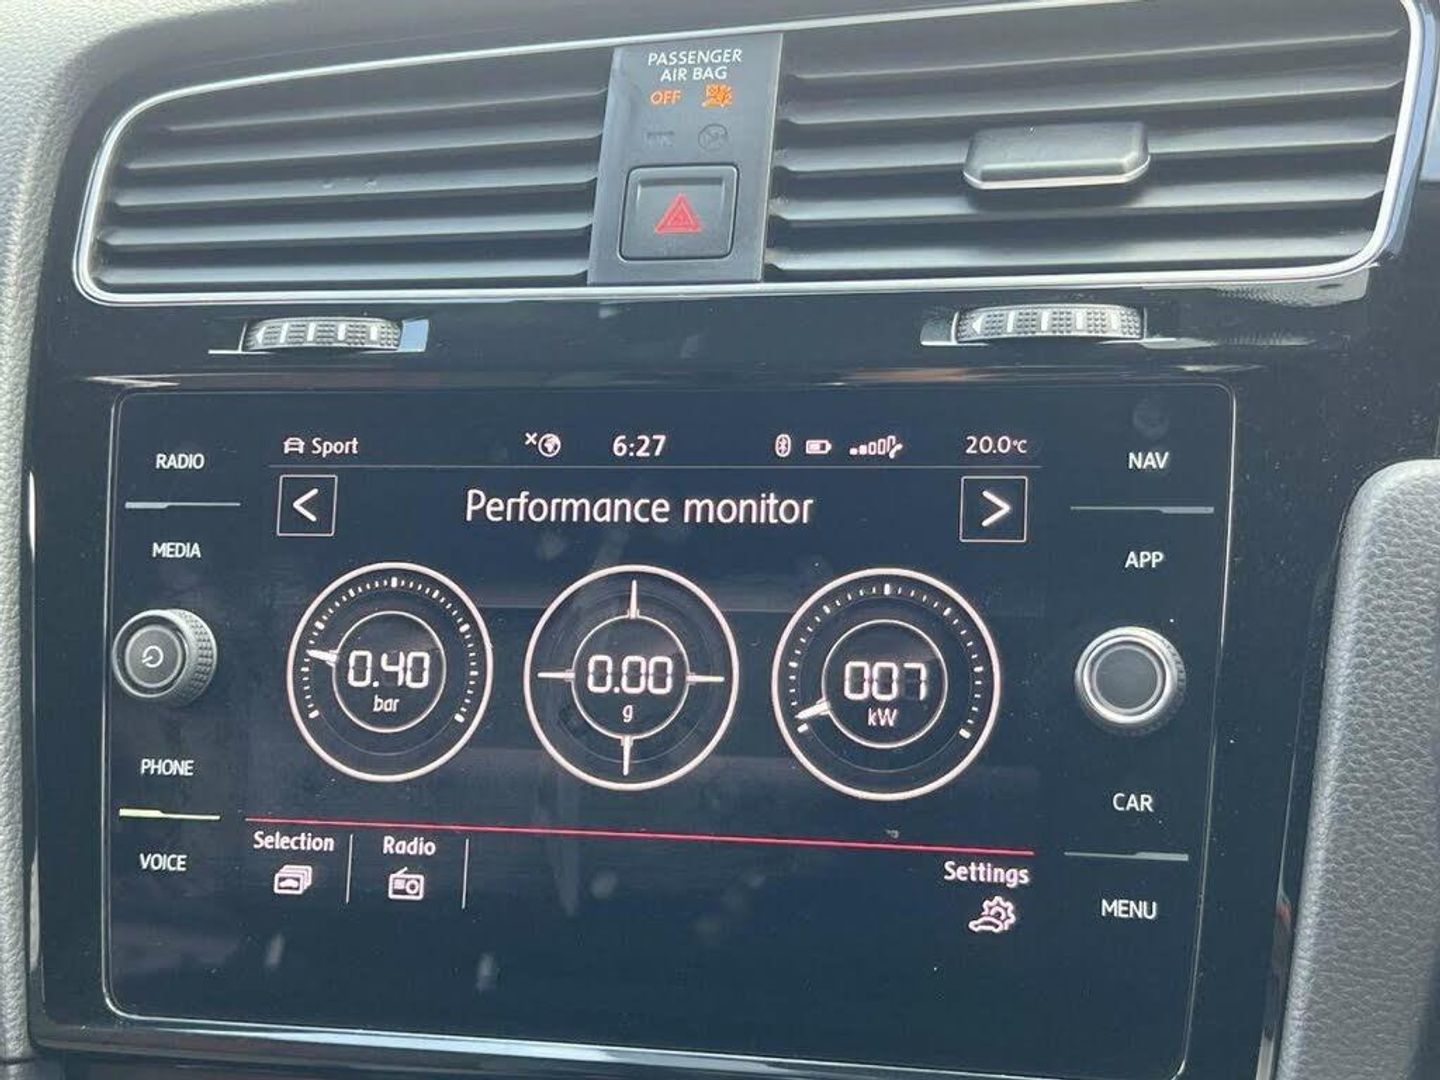 PASSENGER
AIR BAG
OFF
Sport
6:27
20.0°C
RADIO
MEDIA
PHONE
VOICE
Performance monitor
0.40
bar
0.00
g
007
kW
Selection
Radio
Settings
NAV
APP
CAR
MENU